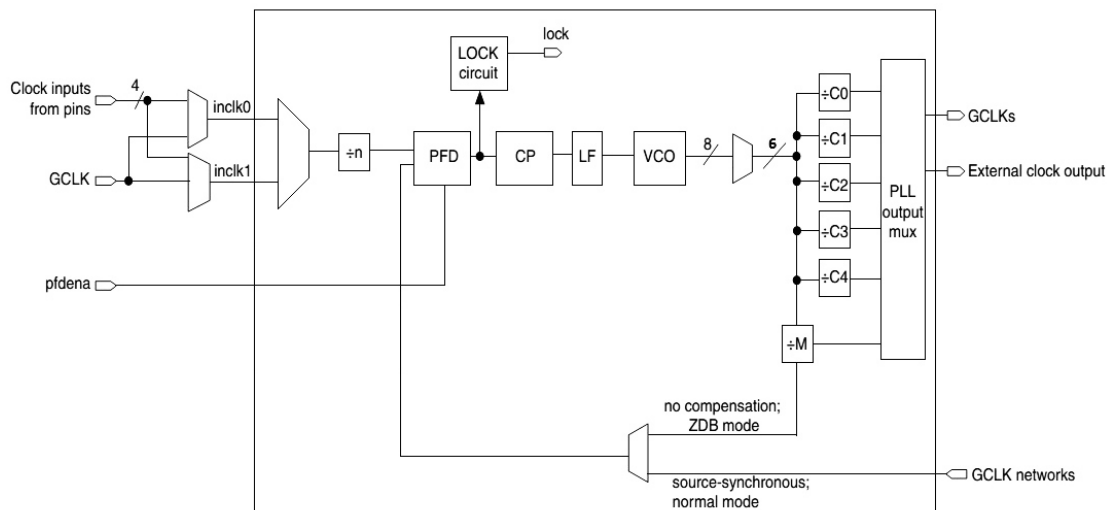 lock
LOCK
circuit
4
Clock inputs
from pins
inclk0
÷n
PFD
CP
LF
VCO
8
6
÷C0
÷C1
÷C2
÷C3
÷C4
÷M
PLL
output
mux
GCLKs
External clock output
GCLK
inclk1
pfdena
no compensation;
ZDB mode
source-synchronous;
normal mode
GCLK networks